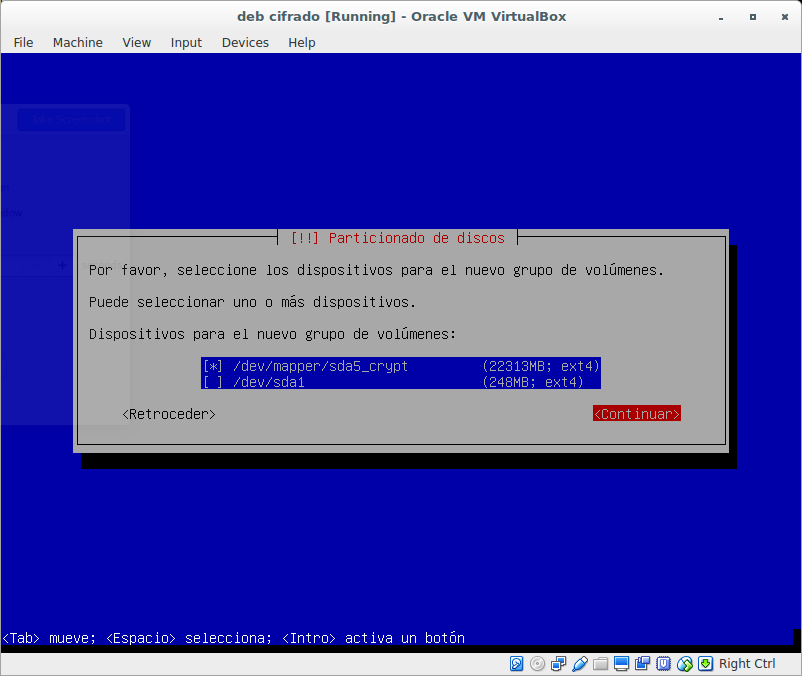 deb cifrado [Running] - Oracle VM VirtualBox
File Machine View Input Devices Help
[!!] Particionado de discos
Por favor, seleccione los dispositivos para el nuevo grupo de volúmenes.
Puede seleccionar uno o más dispositivos.
Dispositivos para el nuevo grupo de volúmenes:
[*] /dev/mapper/sda5_crypt (22313MB; ext4)
[ ] /dev/sda1 (248MB; ext4)
<Retroceder> <Continuar>
<Tab> mueve; <Espacio> selecciona; <Intro> activa un botón
Right Ctrl